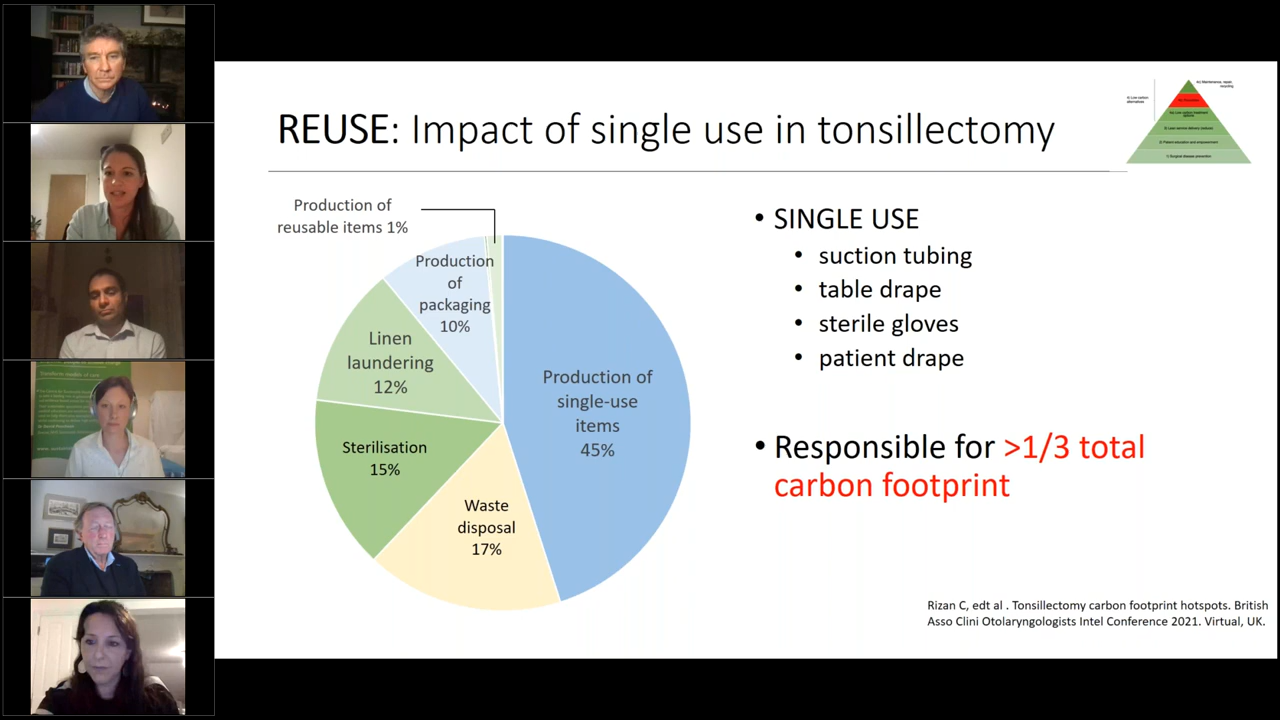 REUSE: Impact of single use in tonsillectomy
Production of
reusable items 1%
Production
of
packaging
10%
Linen
laundering
12%
Sterilisation
15%
Waste
disposal
17%
Production of
single-use
items
45%
• SINGLE USE
• suction tubing
• table drape
• sterile gloves
• patient drape
• Responsible for >1/3 total
carbon footprint
Rizan C, edt al . Tonsillectomy carbon footprint hotspots. British
Asso Clini Otolaryngologists Intel Conference 2021. Virtual, UK.